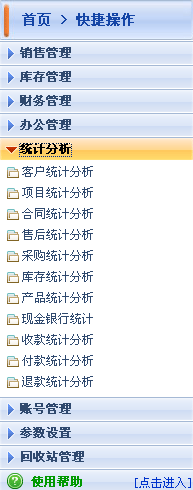 首页 > 快捷操作
销售管理
库存管理
财务管理
办公管理
统计分析
客户统计分析
项目统计分析
合同统计分析
售后统计分析
采购统计分析
库存统计分析
产品统计分析
现金银行统计
收款统计分析
付款统计分析
退款统计分析
账号管理
参数设置
回收站管理
使用帮助 [点击进入]